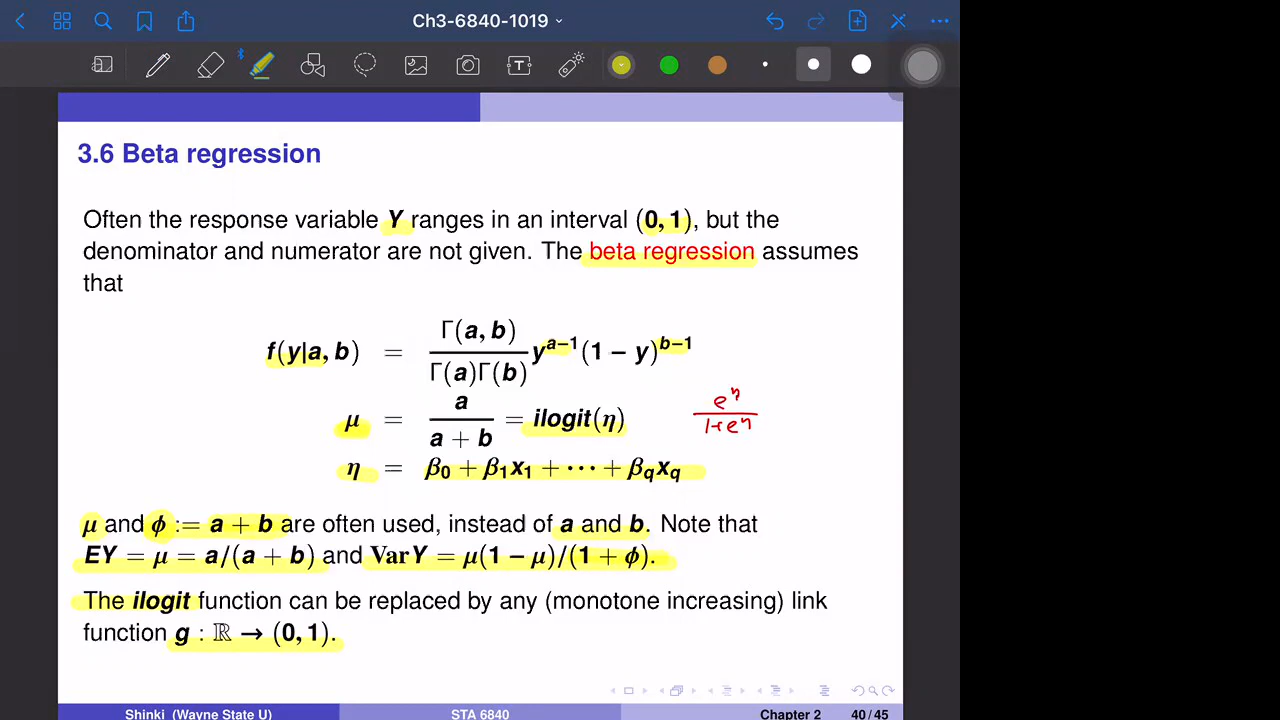 Ch3-6840-1019
3.6 Beta regression
Often the response variable Y ranges in an interval (0, 1), but the
denominator and numerator are not given. The beta regression assumes
that
f(y|a, b) = Γ(a, b) / Γ(a)Γ(b) y^{a−1}(1 − y)^{b−1}
μ = a / a + b = ilogit(η) e^η / 1+e^η
η = β₀ + β₁x₁ + ⋯ + β_q x_q
μ and ϕ := a + b are often used, instead of a and b. Note that
EY = μ = a/(a + b) and VarY = μ(1 − μ)/(1 + ϕ).
The ilogit function can be replaced by any (monotone increasing) link
function g : ℝ → (0, 1).
Shinki (Wayne State U) STA 6840 Chapter 2 40 / 45